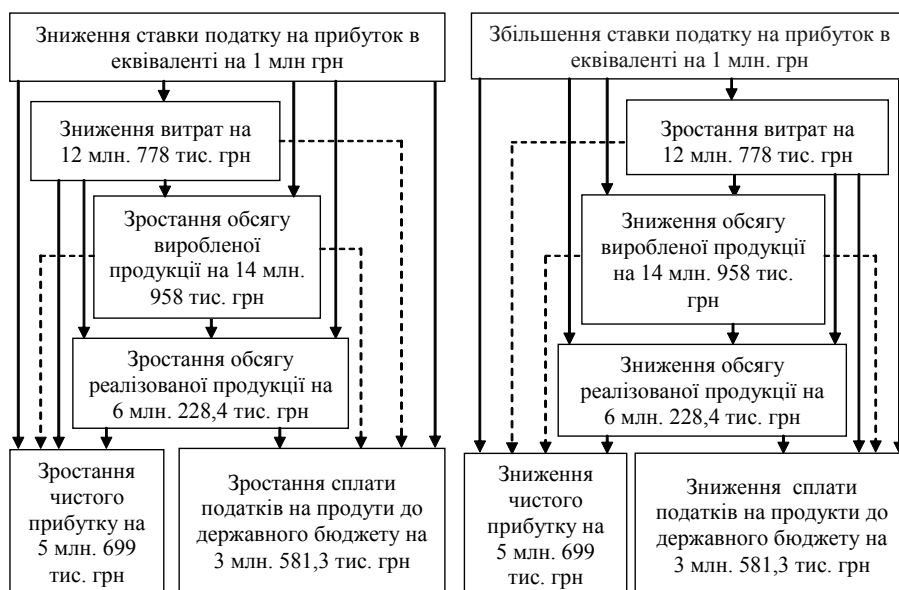 Зниження ставки податку на прибуток в
еквіваленті на 1 млн грн
Зниження витрат на
12 млн. 778 тис. грн
Зростання обсягу
виробленої
продукції на 14 млн.
958 тис. грн
Зростання обсягу
реалізованої продукції на
6 млн. 228,4 тис. грн
Зростання
чистого
прибутку на
5 млн. 699
тис. грн
Зростання сплати
податків на продути до
державного бюджету на
3 млн. 581,3 тис. грн
Збільшення ставки податку на прибуток в
еквіваленті на 1 млн. грн
Зростання витрат на
12 млн. 778 тис. грн
Зниження обсягу
виробленої продукції
на 14 млн. 958 тис.
грн
Зниження обсягу
реалізованої продукції на
6 млн. 228,4 тис. грн
Зниження
чистого
прибутку на
5 млн. 699
тис. грн
Зниження  сплати
податків на продукти до
державного бюджету на
3 млн. 581,3 тис. грн